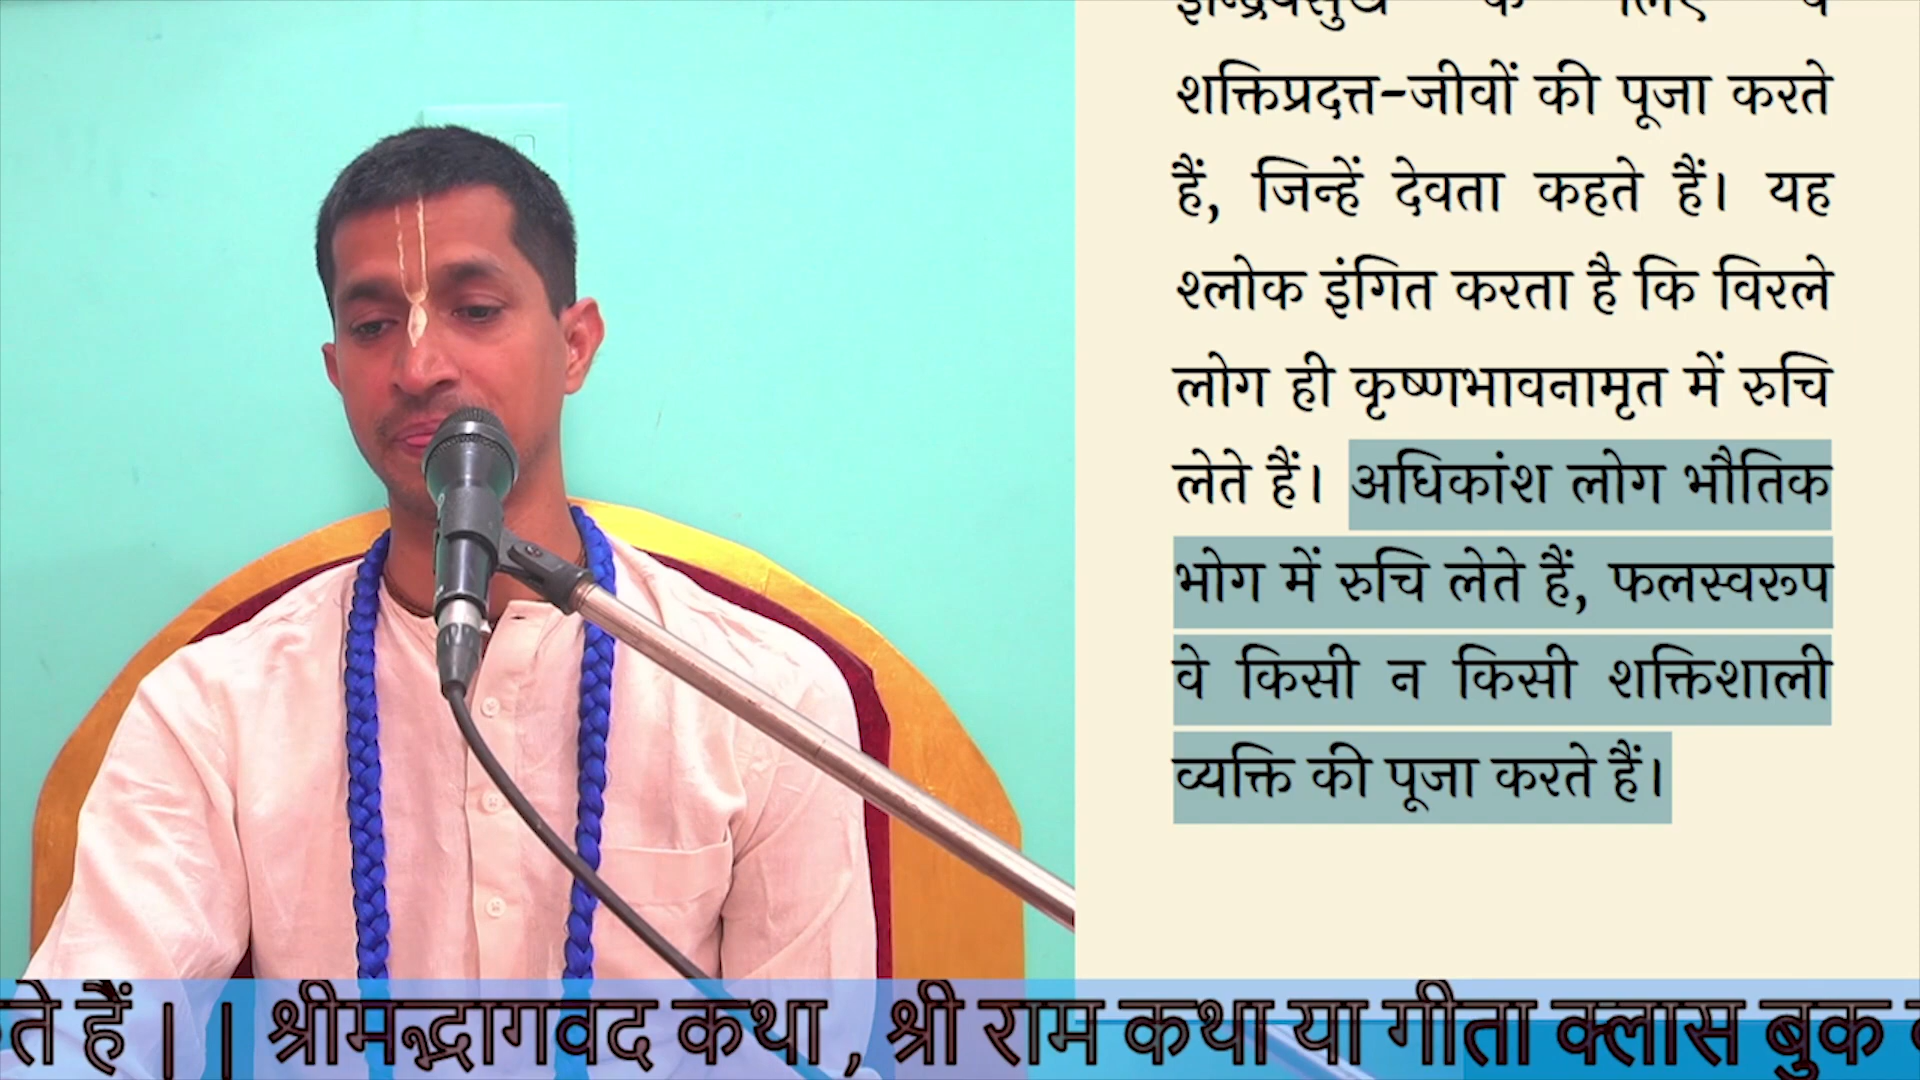 शक्तिप्रदत्त-जीवों की पूजा करते
हैं, जिन्हें देवता कहते हैं। यह
श्लोक इंगित करता है कि विरले
लोग ही कृष्णभावनामृत में रुचि
लेते हैं। अधिकांश लोग भौतिक
भोग में रुचि लेते हैं, फलस्वरूप
वे किसी न किसी शक्तिशाली
व्यक्ति की पूजा करते हैं।
हैं || श्रीमद्भागवद कथा , श्री राम कथा या गीता क्लास बुक